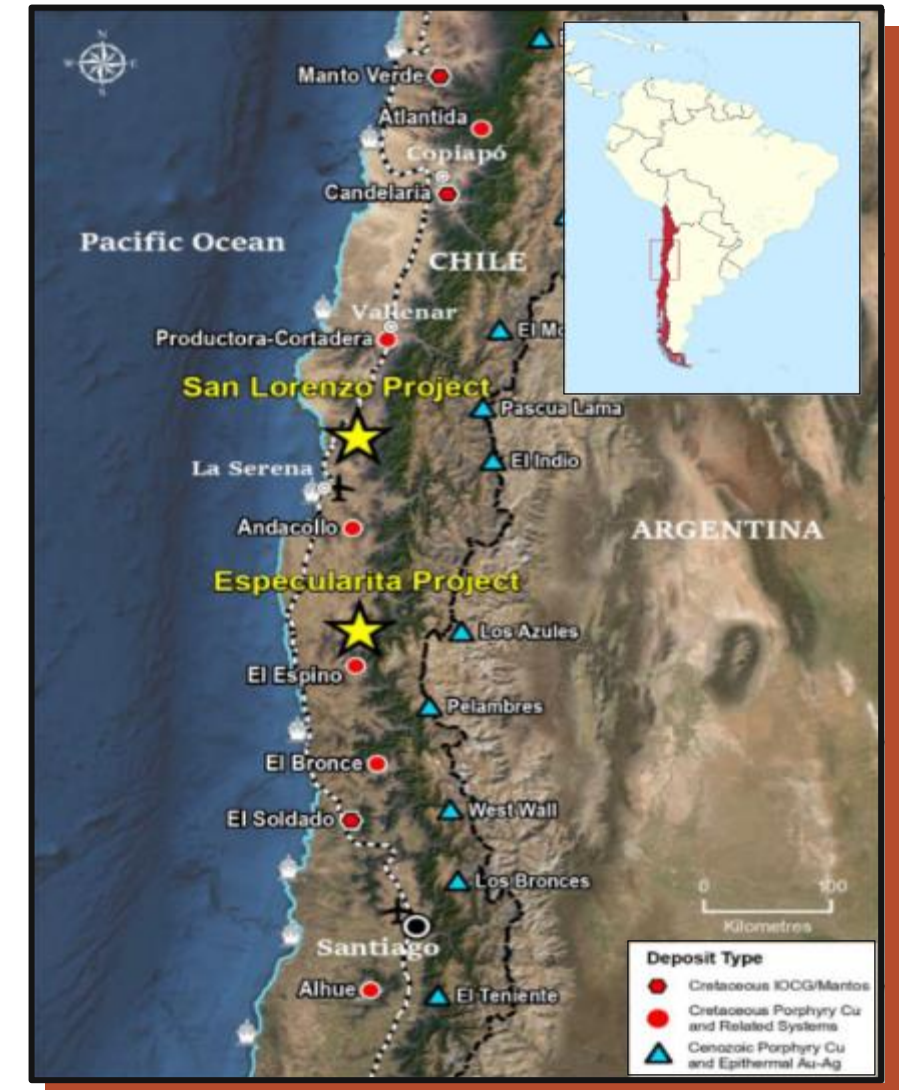 N
W
E
Manto Verde
Atlantida
Copiapó
Candelaria
Pacific Ocean
CHILE
Vallenar
Productora-Cortadera
El Mo
San Lorenzo Project
Pascua Lama
La Serena
El Indio
Andacollo
ARGENTINA
Especularita Project
Los Azules
El Espino
Pelambres
El Bronce
West Wall
El Soldado
Los Bronces
0 100
Kilometres
Santiago
Alhue
El Teniente
Deposit Type
Cretaceous IOCG/Mantos
Cretaceous Porphyry Cu
and Related Systems
Cenozoic Porphyry Cu
and Epithermal Au-Ag